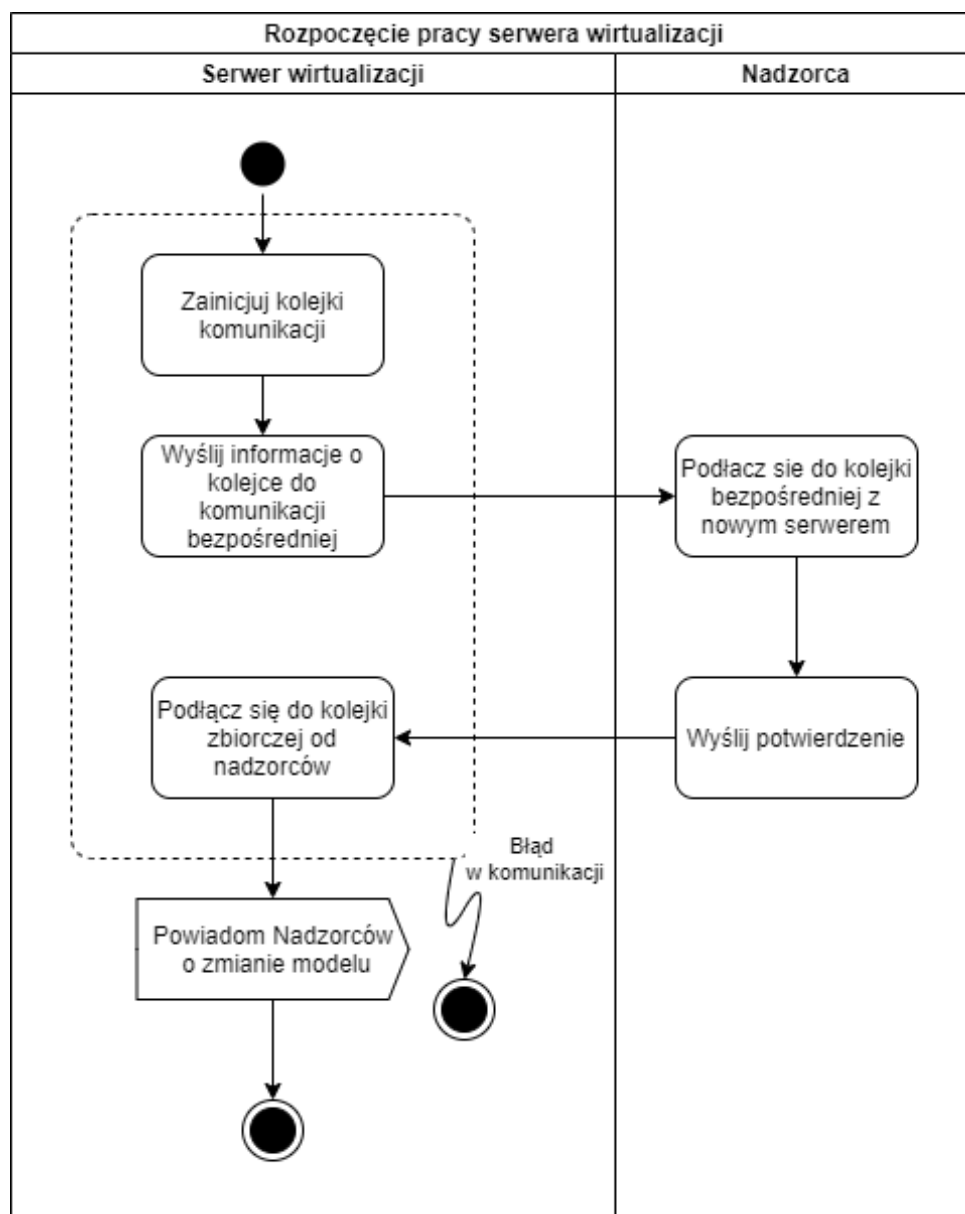 Rozpoczęcie pracy serwera wirtualizacji
Serwer wirtualizacji
Nadzorca
Zainicjuj kolejki
komunikacji
Wyślij informacje o
kolejce do
komunikacji
bezpośredniej
Podłacz sie do kolejki
bezpośredniej z
nowym serwerem
Podłącz się do kolejki
zbiorczej od
nadzorców
Wyślij potwierdzenie
Błąd
w komunikacji
Powiadom Nadzorców
o zmianie modelu